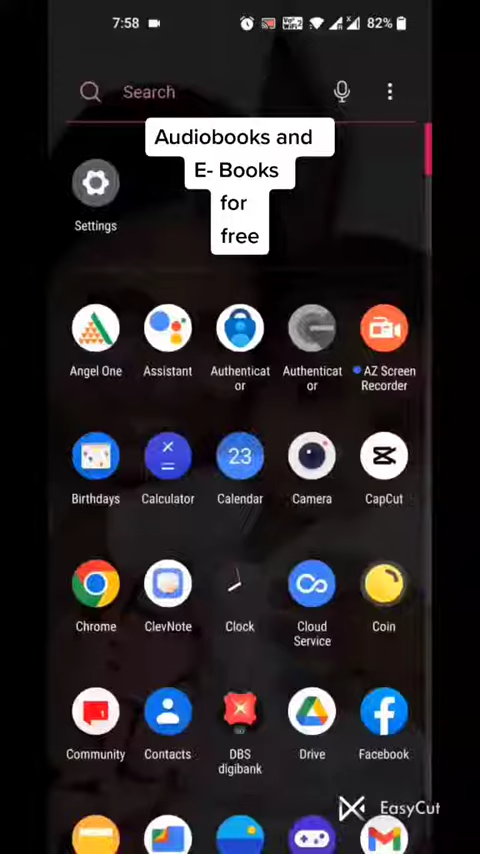 7:58
82%
Search
Audiobooks and
E- Books
for
free
Settings
Angel One
Assistant
Authenticat
or
Authenticat
or
AZ Screen
Recorder
Birthdays
Calculator
23
Calendar
Camera
CapCut
Chrome
ClevNote
Clock
Cloud
Service
Coin
Community
Contacts
DBS
digibank
Drive
Facebook
EasyCut